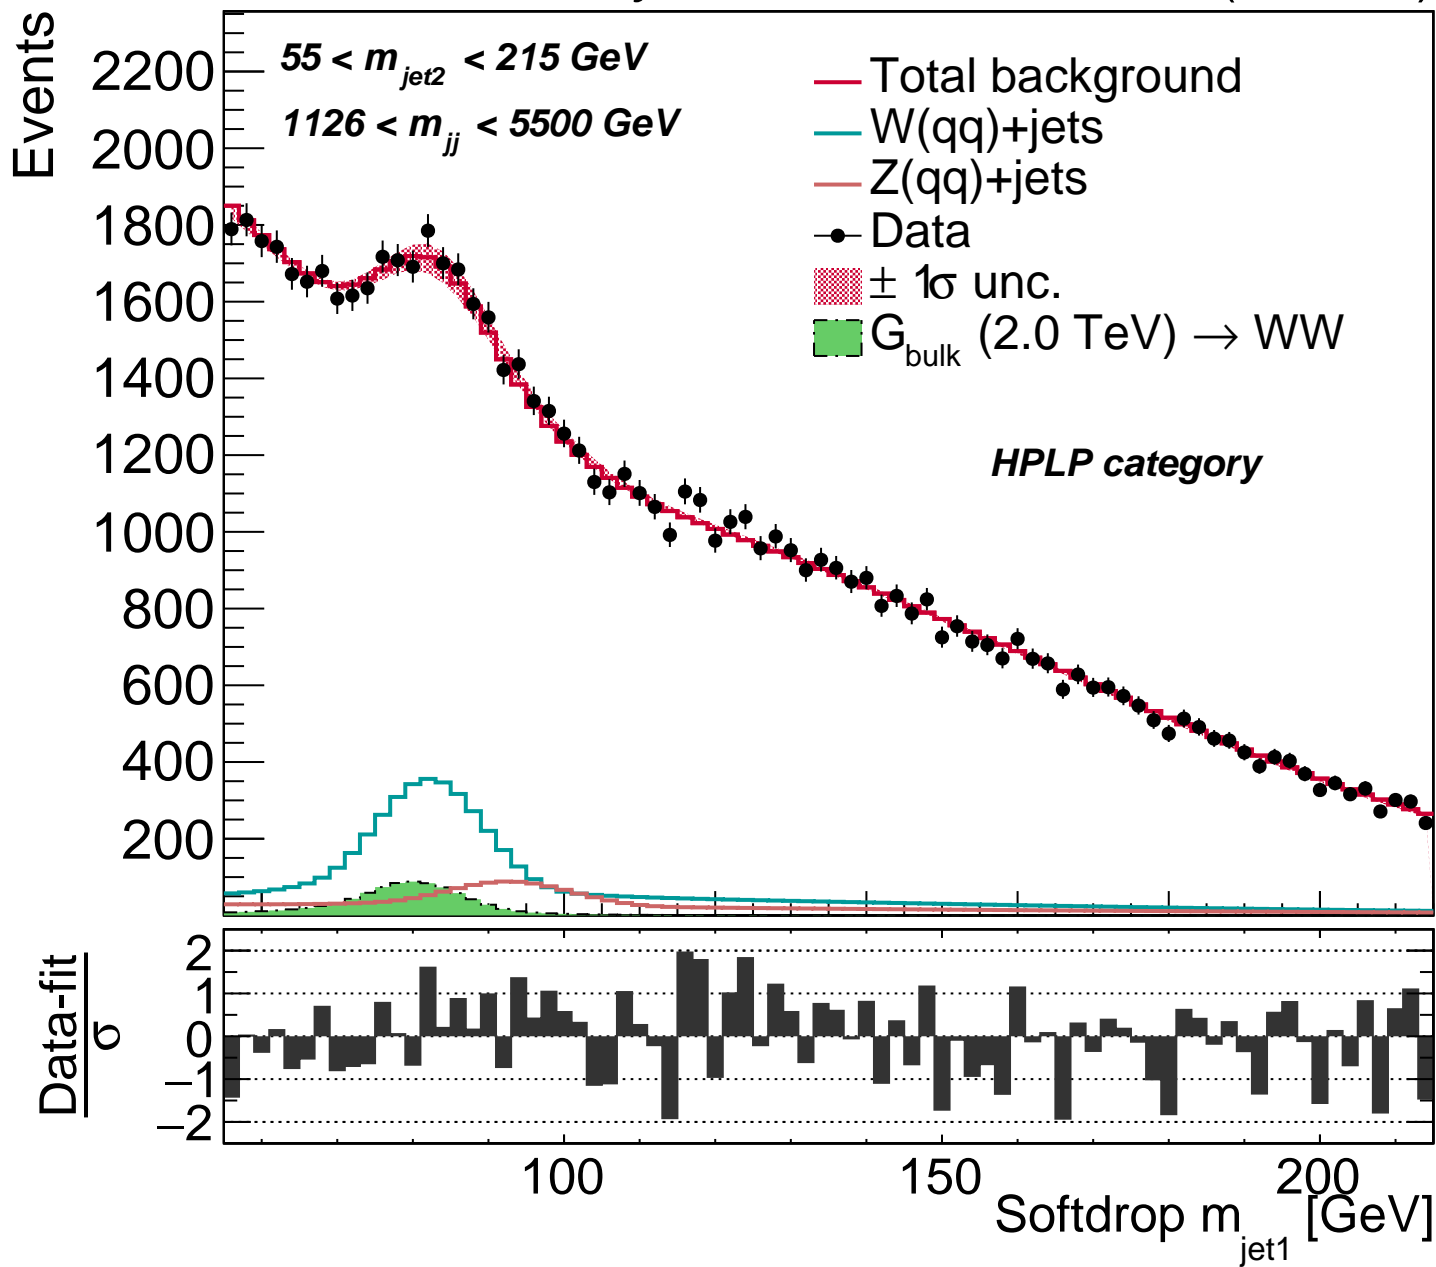 Events
2200
2000
1800
1600
1400
1200
1000
800
600
400
200
55 < m_jet2 < 215 GeV
1126 < m_jj < 5500 GeV
Total background
W(qq)+jets
Z(qq)+jets
Data
± 1σ unc.
G_bulk (2.0 TeV) → WW
HPLP category
Data-fit
σ
2
1
0
−1
−2
100
150
200
Softdrop m_jet1 [GeV]